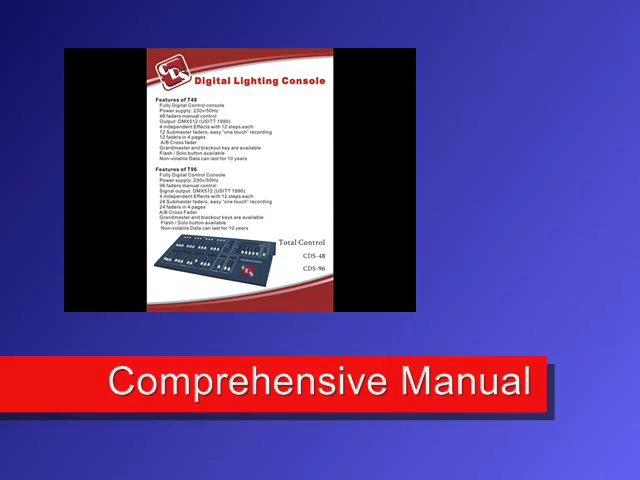 CDS
Digital Lighting Console
Features of T48
Fully Digital Control console
Power supply: 230v/50Hz
48 faders manual control
Output: DMX512 (USITT 1990)
4 independent Effects with 12 steps each
12 Submaster faders, easy "one touch" recording
12 faders in 4 pages
A/B Cross fader
Grandmaster and blackout key are available
Flash / Solo button available
Non-volatile Data can last for 10 years
Features of T96
Fully Digital Control Console
Power supply: 230v/50Hz
96 faders manual control
Signal output: DMX512 (USITT 1990)
4 independent Effects with 12 steps each
24 Submaster faders, easy "one touch" recording
24 faders in 4 pages
A/B Cross Fader
Grandmaster and blackout key are available
Flash / Solo button available
Non-volatile Data can last for 10 years
Total Control
CDS-48
CDS-96
CDS
Comprehensive Manual